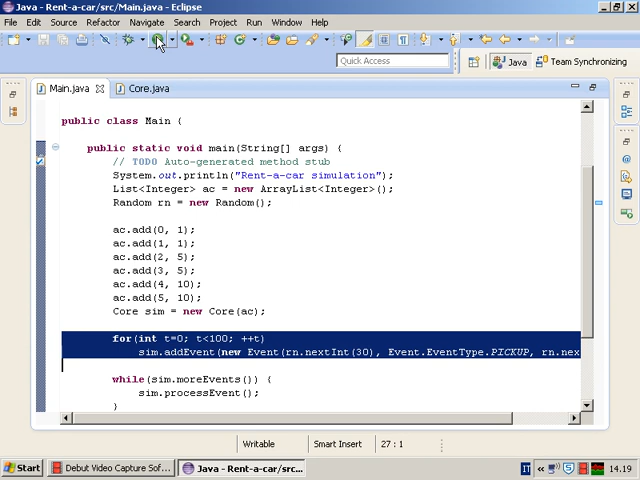 Java - Rent-a-car/src/Main.java - Eclipse
File Edit Source Refactor Navigate Search Project Run Window Help
Quick Access
Java
Team Synchronizing
Main.java
Core.java
public class Main {
public static void main(String[] args) {
// TODO Auto-generated method stub
System.out.println("Rent-a-car simulation");
List<Integer> ac = new ArrayList<Integer>();
Random rn = new Random();
ac.add(0, 1);
ac.add(1, 1);
ac.add(2, 5);
ac.add(3, 5);
ac.add(4, 10);
ac.add(5, 10);
Core sim = new Core(ac);
for(int t=0; t<100; ++t)
sim.addEvent(new Event(rn.nextInt(30), Event.EventType.PICKUP, rn.nex
while(sim.moreEvents()) {
sim.processEvent();
}
Writable
Smart Insert
27 : 1
Start
Debut Video Capture Sof...
Java - Rent-a-car/src...
IT
«
14.19